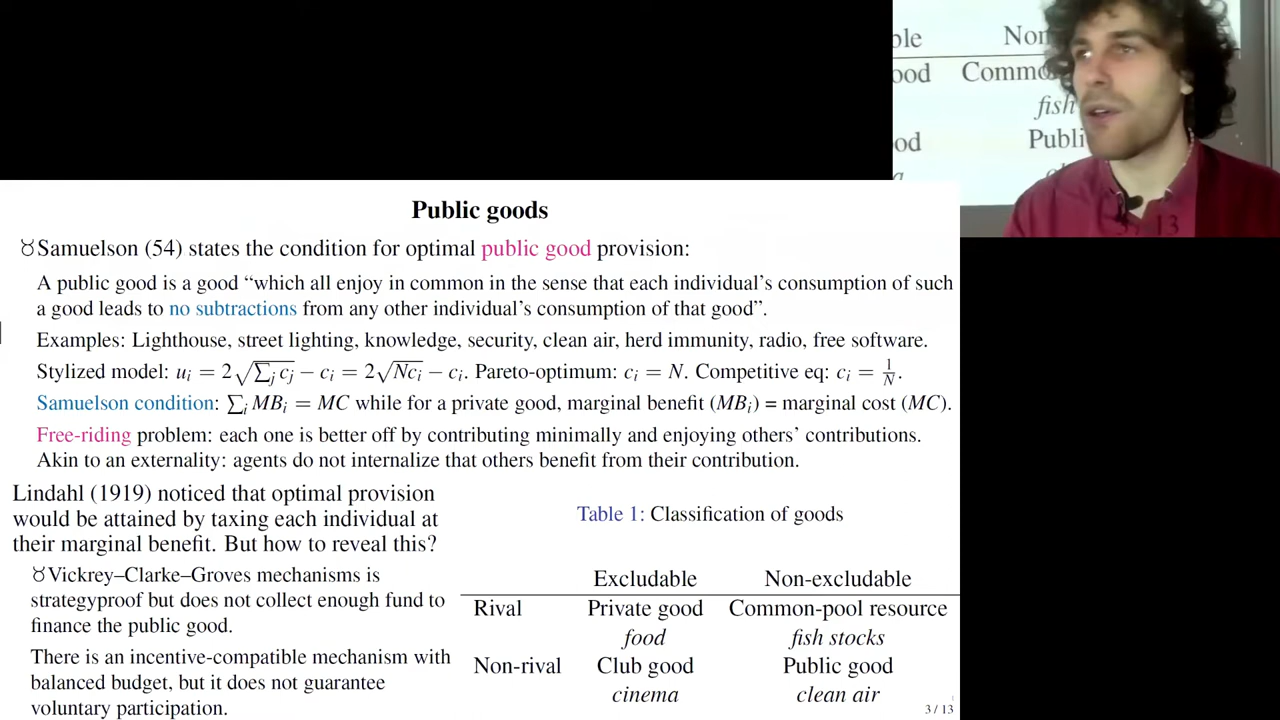 Public goods
♉Samuelson (54) states the condition for optimal public good provision:
A public good is a good “which all enjoy in common in the sense that each individual’s consumption of such
a good leads to no subtractions from any other individual’s consumption of that good”.
Examples: Lighthouse, street lighting, knowledge, security, clean air, herd immunity, radio, free software.
Stylized model: u_i = 2√(∑_j c_j) − c_i = 2√(Nc_i) − c_i. Pareto-optimum: c_i = N. Competitive eq: c_i = 1/N.
Samuelson condition: ∑_i MB_i = MC while for a private good, marginal benefit (MB_i) = marginal cost (MC).
Free-riding problem: each one is better off by contributing minimally and enjoying others’ contributions.
Akin to an externality: agents do not internalize that others benefit from their contribution.
Lindahl (1919) noticed that optimal provision
would be attained by taxing each individual at
their marginal benefit. But how to reveal this?
♉Vickrey–Clarke–Groves mechanisms is
strategyproof but does not collect enough fund to
finance the public good.
There is an incentive-compatible mechanism with
balanced budget, but it does not guarantee
voluntary participation.
Table 1: Classification of goods
Excludable Non-excludable
Rival Private good Common-pool resource
food fish stocks
Non-rival Club good Public good
cinema clean air
3 / 13
fish